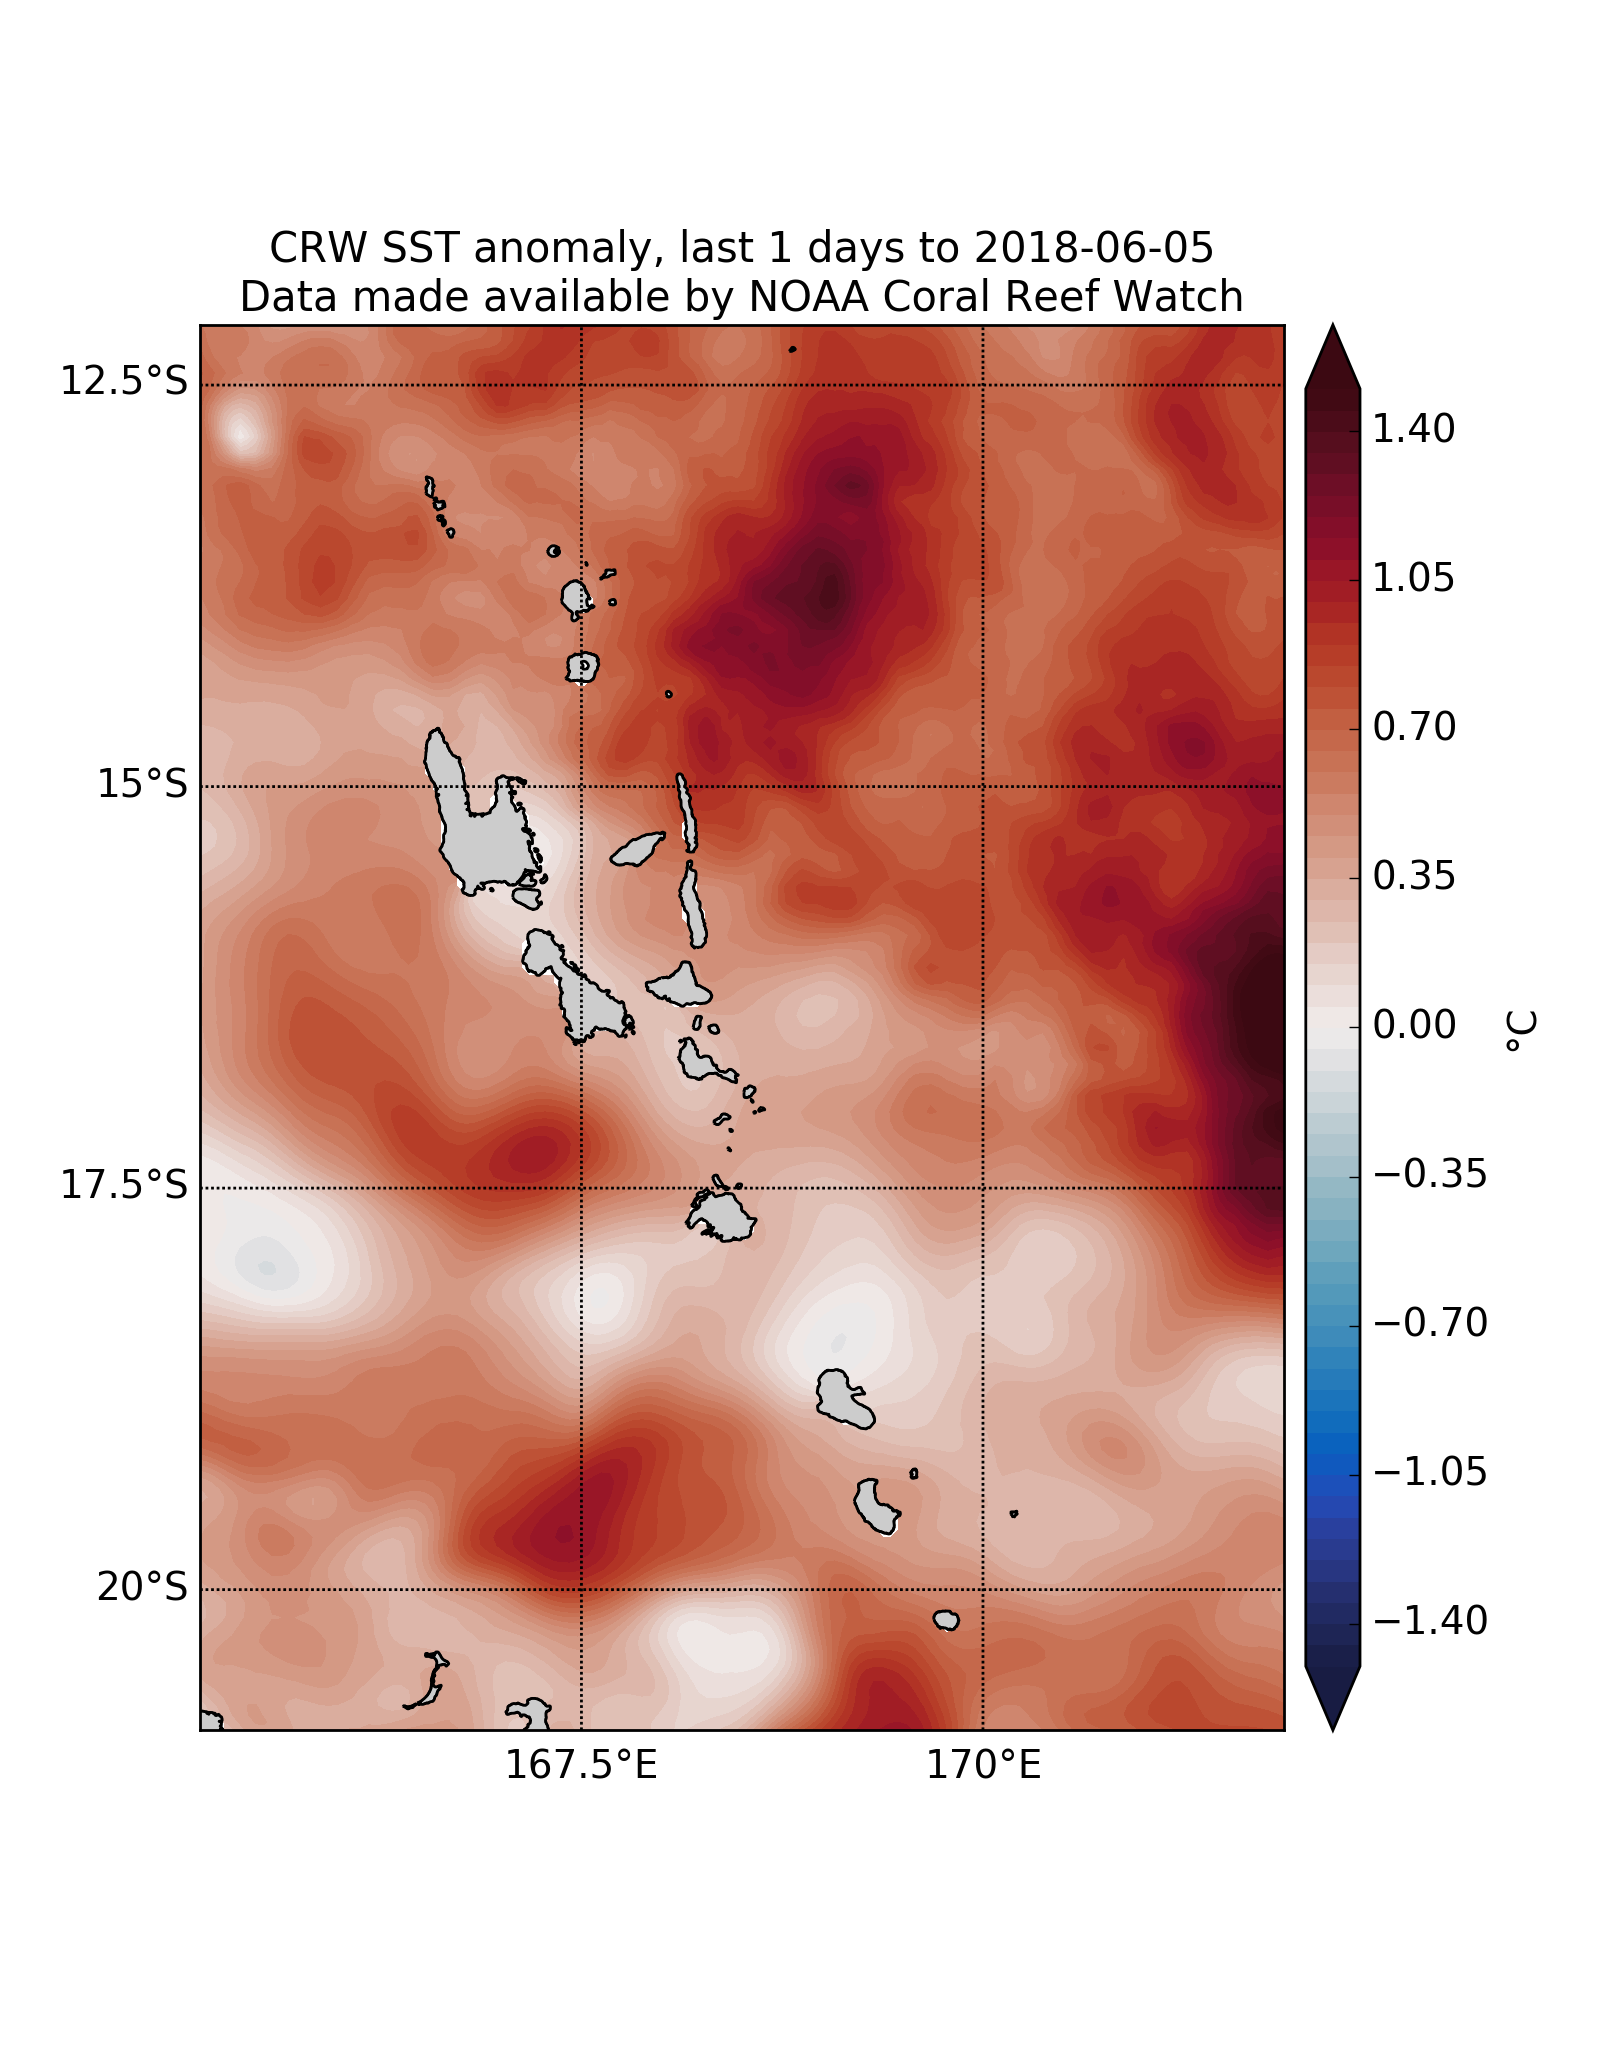 CRW SST anomaly, last 1 days to 2018-06-05
Data made available by NOAA Coral Reef Watch
12.5°S
15°S
17.5°S
20°S
167.5°E
170°E
1.40
1.05
0.70
0.35
0.00
−0.35
−0.70
−1.05
−1.40
°C